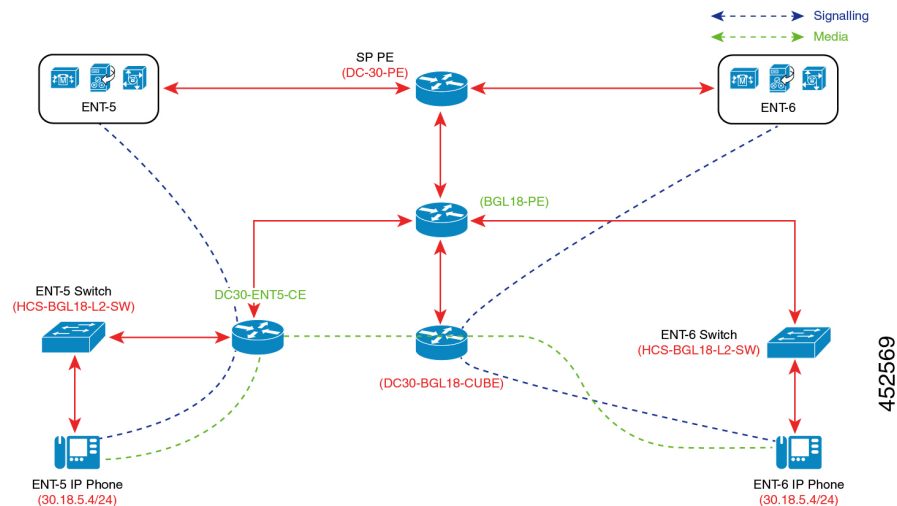 Signalling
Media
SP PE
(DC-30-PE)
ENT-5
ENT-6
(BGL18-PE)
ENT-5 Switch
(HCS-BGL18-L2-SW)
DC30-ENT5-CE
ENT-6 Switch
(HCS-BGL18-L2-SW)
(DC30-BGL18-CUBE)
ENT-5 IP Phone
(30.18.5.4/24)
ENT-6 IP Phone
(30.18.5.4/24)
452569